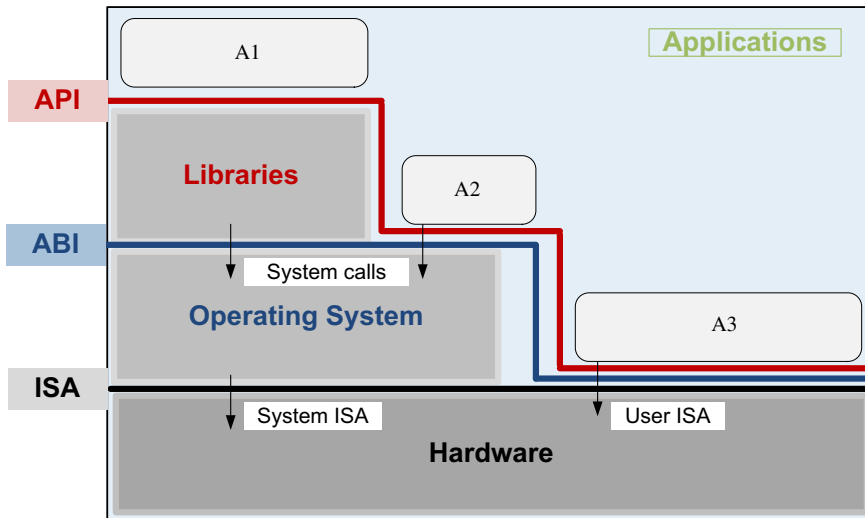 A1
Applications
API
Libraries
A2
ABI
System calls
Operating System
A3
ISA
System ISA
User ISA
Hardware